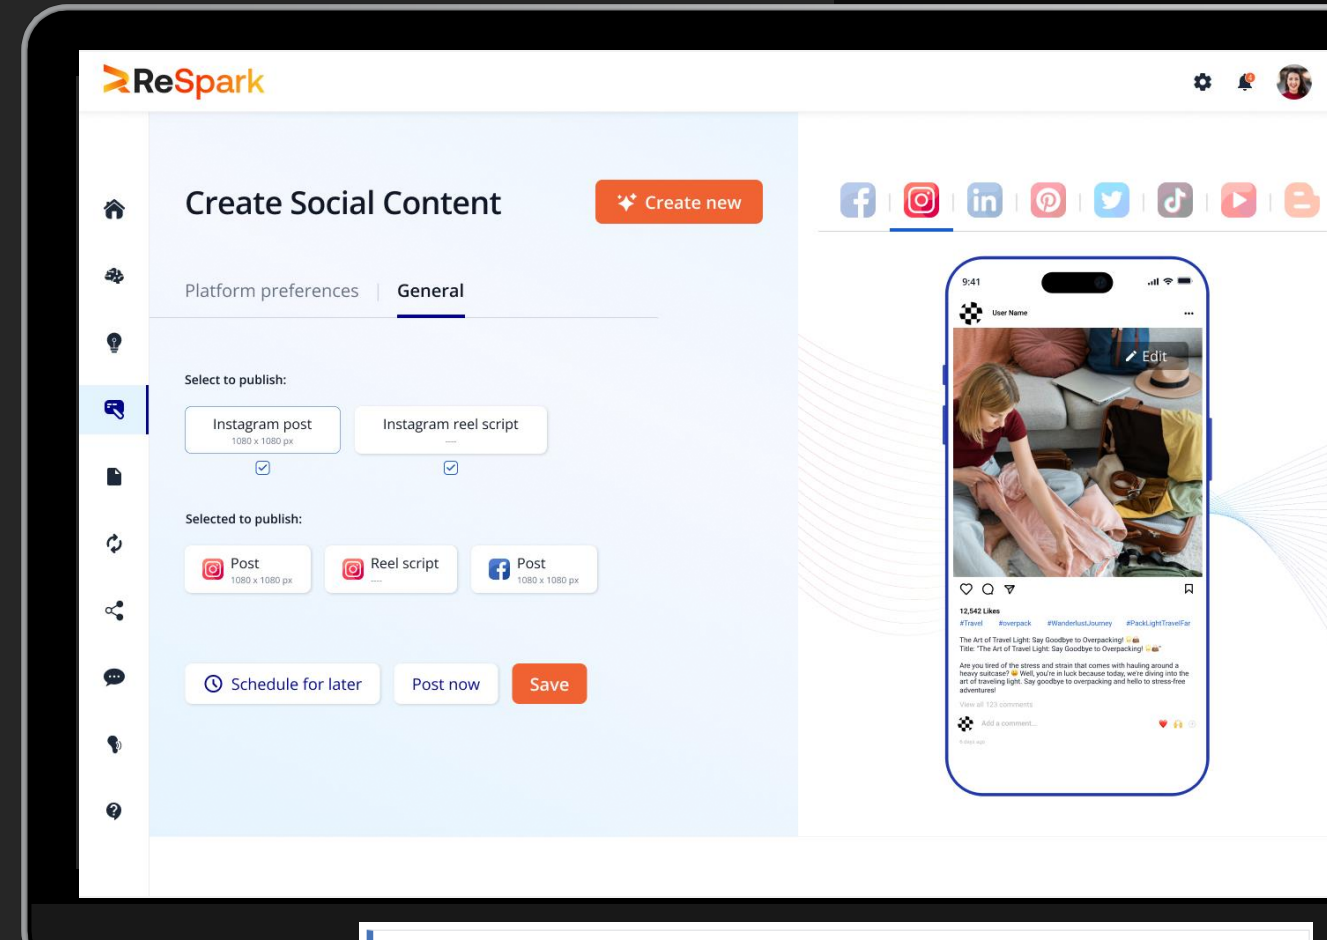 ReSpark
4
Create Social Content
Create new
Platform preferences
General
Select to publish:
Instagram post
1080 x 1080 px
Instagram reel script
----
Selected to publish:
Post
1080 x 1080 px
Reel script
----
Post
1080 x 1080 px
Schedule for later
Post now
Save
9:41
User Name
Edit
12,542 Likes
#Travel #overpack #WanderlustJourney #PackLightTravelFar
The Art of Travel Light: Say Goodbye to Overpacking!
Title: "The Art of Travel Light: Say Goodbye to Overpacking!"
Are you tired of the stress and strain that comes with hauling around a
heavy suitcase? Well, you're in luck because today, we're diving into the
art of traveling light. Say goodbye to overpacking and hello to stress-free
adventures!
View all 123 comments
Add a comment...
days ago